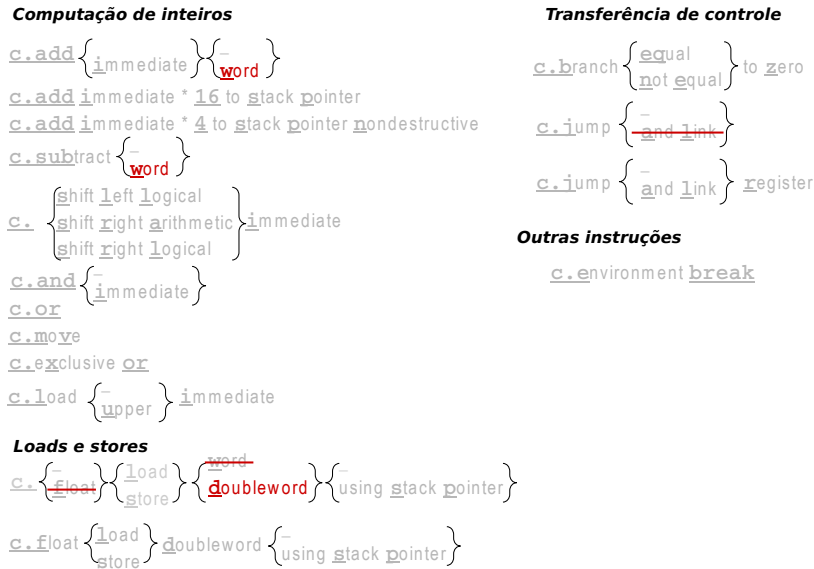 Computação de inteiros
c.add { – immediate } { – word }
c.add immediate * 16 to stack pointer
c.add immediate * 4 to stack pointer nondestructive
c.subtract { – word }
c. { shift left logical
shift right arithmetic
shift right logical } immediate
c.and { – immediate }
c.or
c.move
c.exclusive or
c.load { – upper } immediate
Loads e stores
c. { – float } { load store } { word doubleword } { – using stack pointer }
c.float { load store } doubleword { – using stack pointer }
Transferência de controle
c.branch { equal
not equal } to zero
c.jump { – and link }
c.jump { – and link } register
Outras instruções
c.environment break